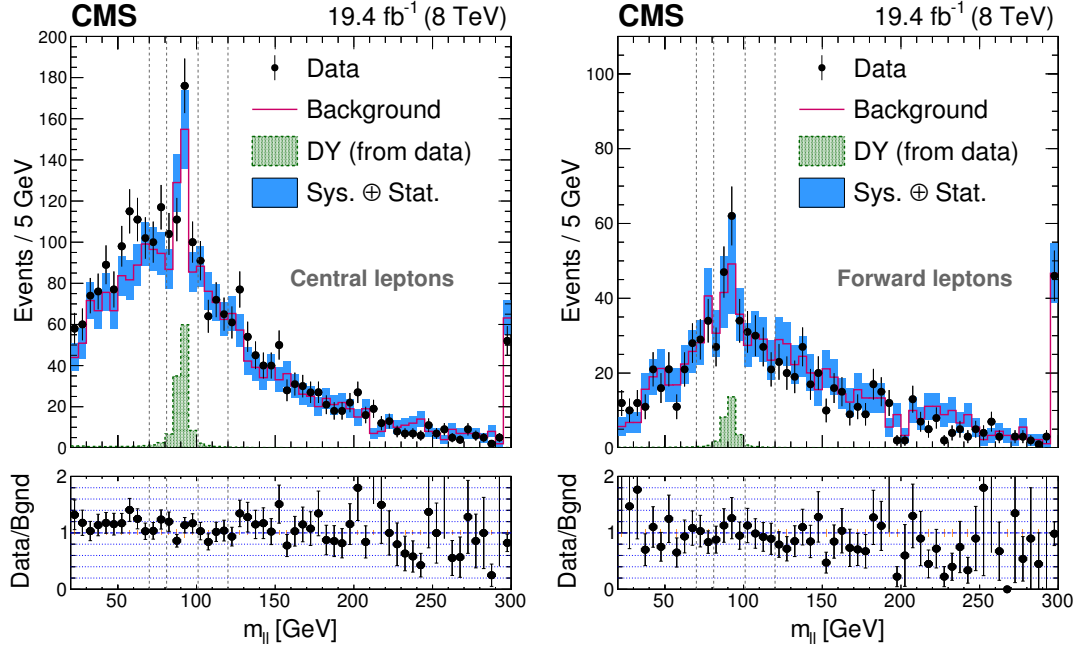 CMS 19.4 fb⁻¹ (8 TeV)
Events / 5 GeV
200
180
160
140
120
100
80
60
40
20
0
Data
Background
DY (from data)
Sys. ⊕ Stat.
Central leptons
Data/Bgnd
2
1
0
50 100 150 200 250 300
m_ll [GeV]
CMS 19.4 fb⁻¹ (8 TeV)
Events / 5 GeV
100
80
60
40
20
0
Data
Background
DY (from data)
Sys. ⊕ Stat.
Forward leptons
Data/Bgnd
2
1
0
50 100 150 200 250 300
m_ll [GeV]